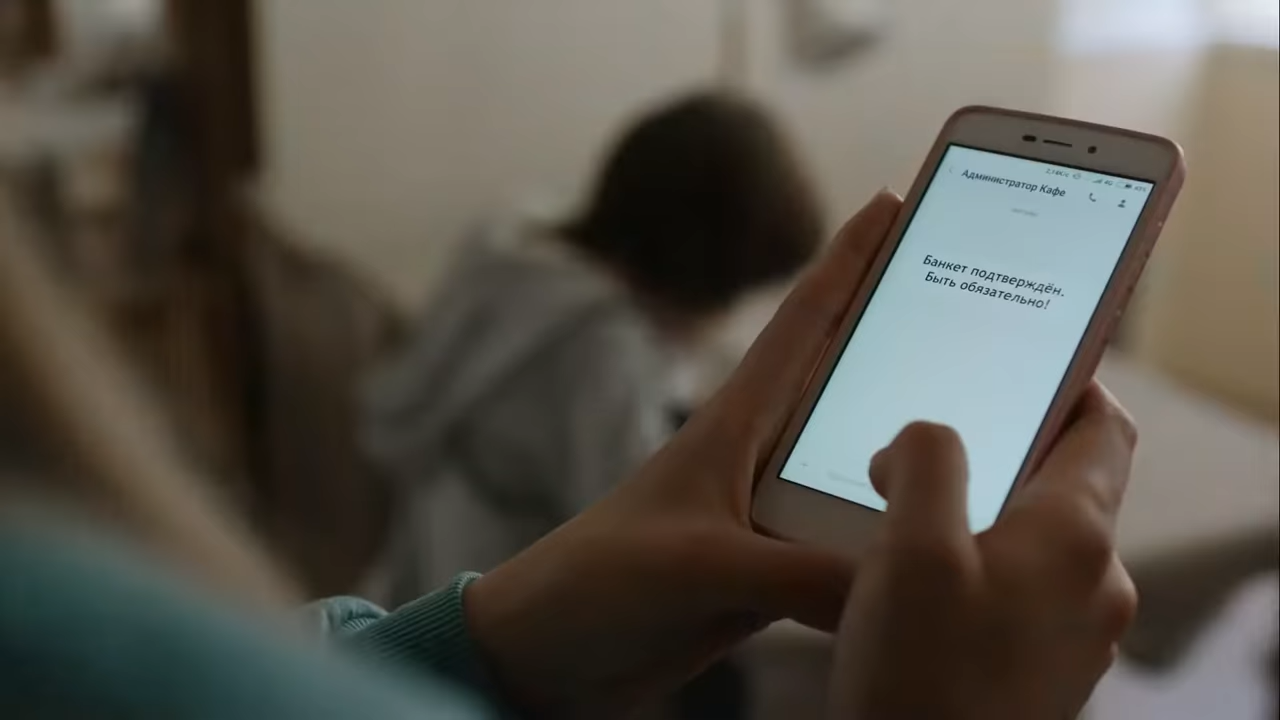 Администратор Кафе
Банкет подтверждён.
Быть обязательно!